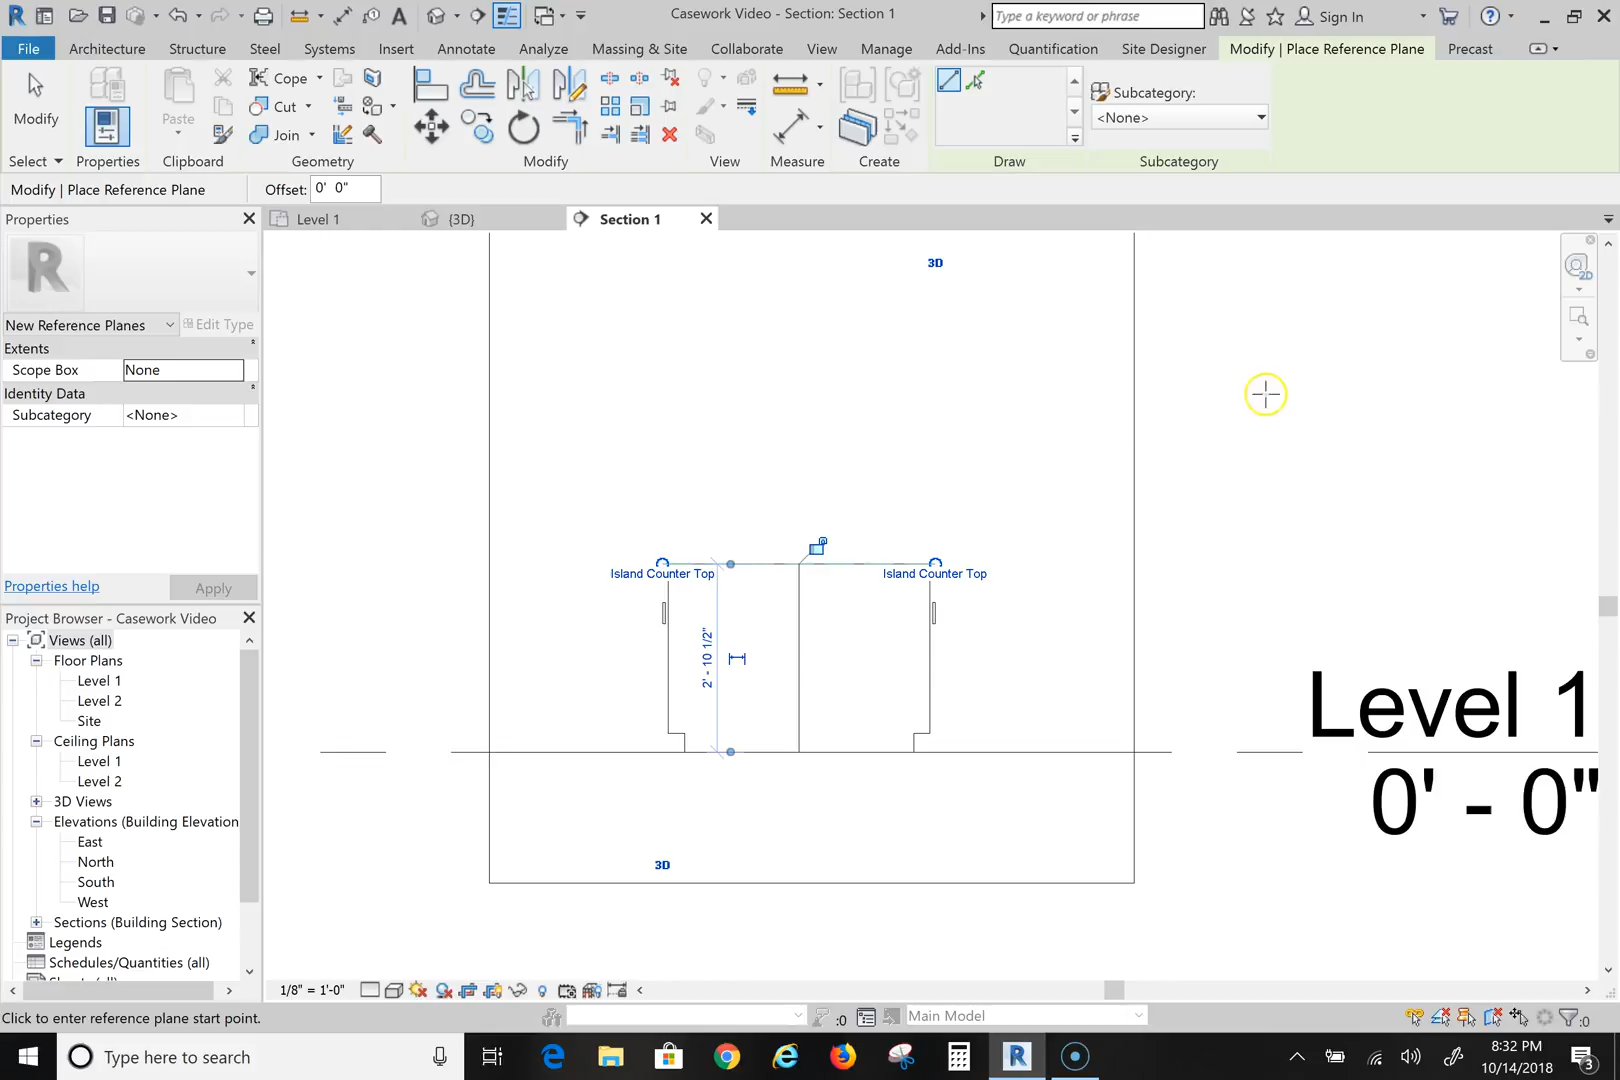 Casework Video - Section: Section 1
Type a keyword or phrase
Sign In
File
Architecture
Structure
Steel
Systems
Insert
Annotate
Analyze
Massing & Site
Collaborate
View
Manage
Add-Ins
Quantification
Site Designer
Modify | Place Reference Plane
Precast
Modify
Paste
Cope
Cut
Join
Subcategory:
<None>
Select
Properties
Clipboard
Geometry
Modify
View
Measure
Create
Draw
Subcategory
Modify | Place Reference Plane
Offset:
0' 0"
Properties
Level 1
{3D}
Section 1
New Reference Planes
Edit Type
Extents
Scope Box
None
Identity Data
Subcategory
<None>
Properties help
Apply
Project Browser - Casework Video
Views (all)
Floor Plans
Level 1
Level 2
Site
Ceiling Plans
Level 1
Level 2
3D Views
Elevations (Building Elevation
East
North
South
West
Sections (Building Section)
Legends
Schedules/Quantities (all)
3D
2D
Island Counter Top
Island Counter Top
2' - 10 1/2"
3D
Level 1
0' - 0"
1/8" = 1'-0"
Click to enter reference plane start point.
:0
Main Model
:0
Type here to search
8:32 PM
10/14/2018
3